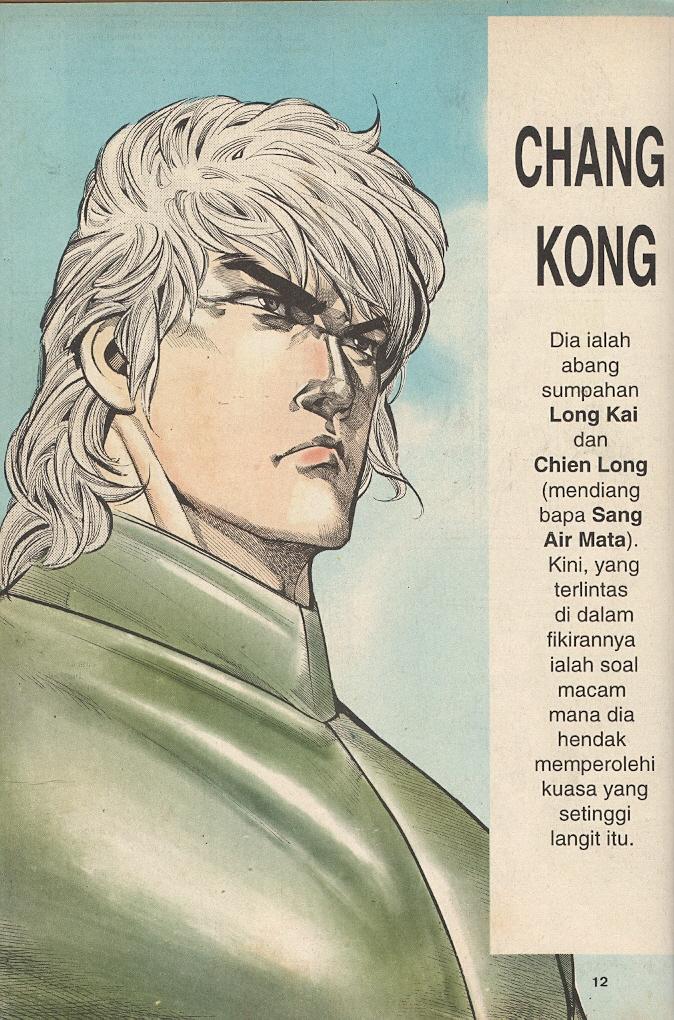 CHANG
KONG
Dia ialah
abang
sumpahan
Long Kai
dan
Chien Long
(mendiang
bapa Sang
Air Mata).
Kini, yang
terlintas
di dalam
fikirannya
ialah soal
macam
mana dia
hendak
memperolehi
kuasa yang
setinggi
langit itu.
12